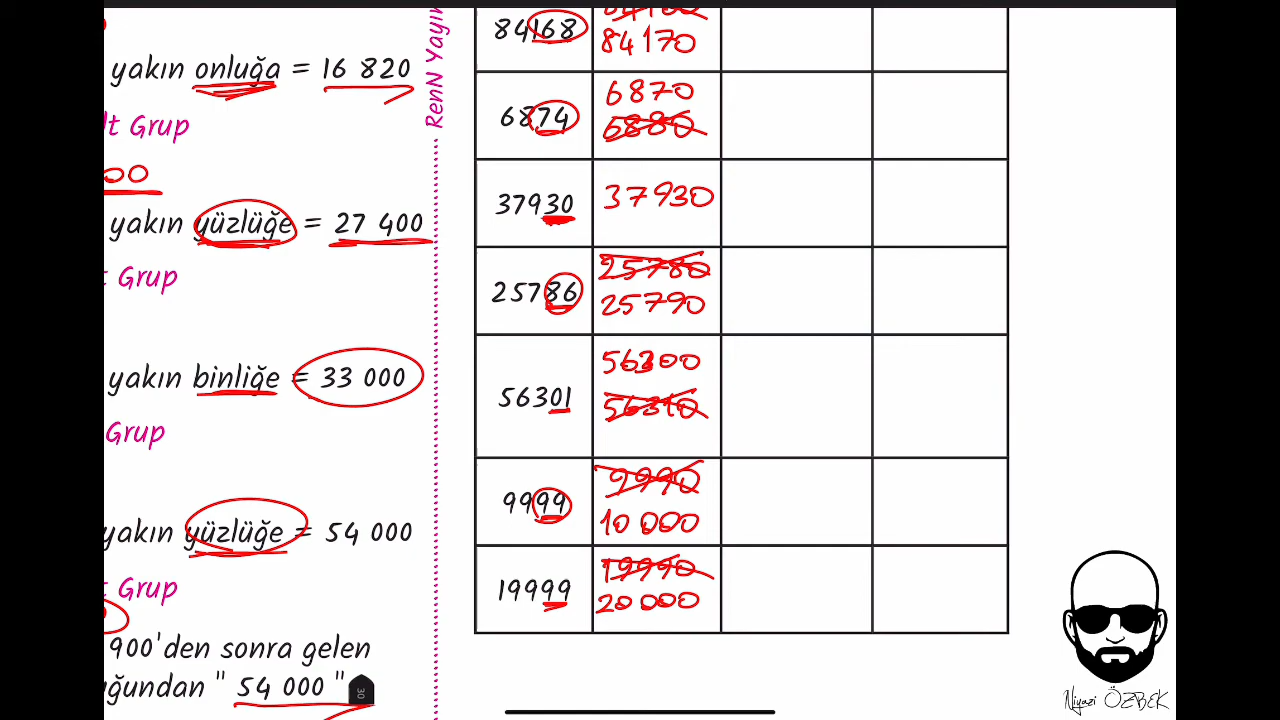 yakın onluğa = 16 820
lt Grup
00
yakın yüzlüğe = 27 400
t Grup
yakın binliğe = 33 000
Grup
yakın yüzlüğe = 54 000
t Grup
900'den sonra gelen
ğundan " 54 000 "
30
RenN Yayın
84168
84170
6874
6870
6880
37930
37930
25786
25780
25790
56301
56300
56310
9999
9990
10 000
19999
19990
20 000
Niyazi ÖZBEK